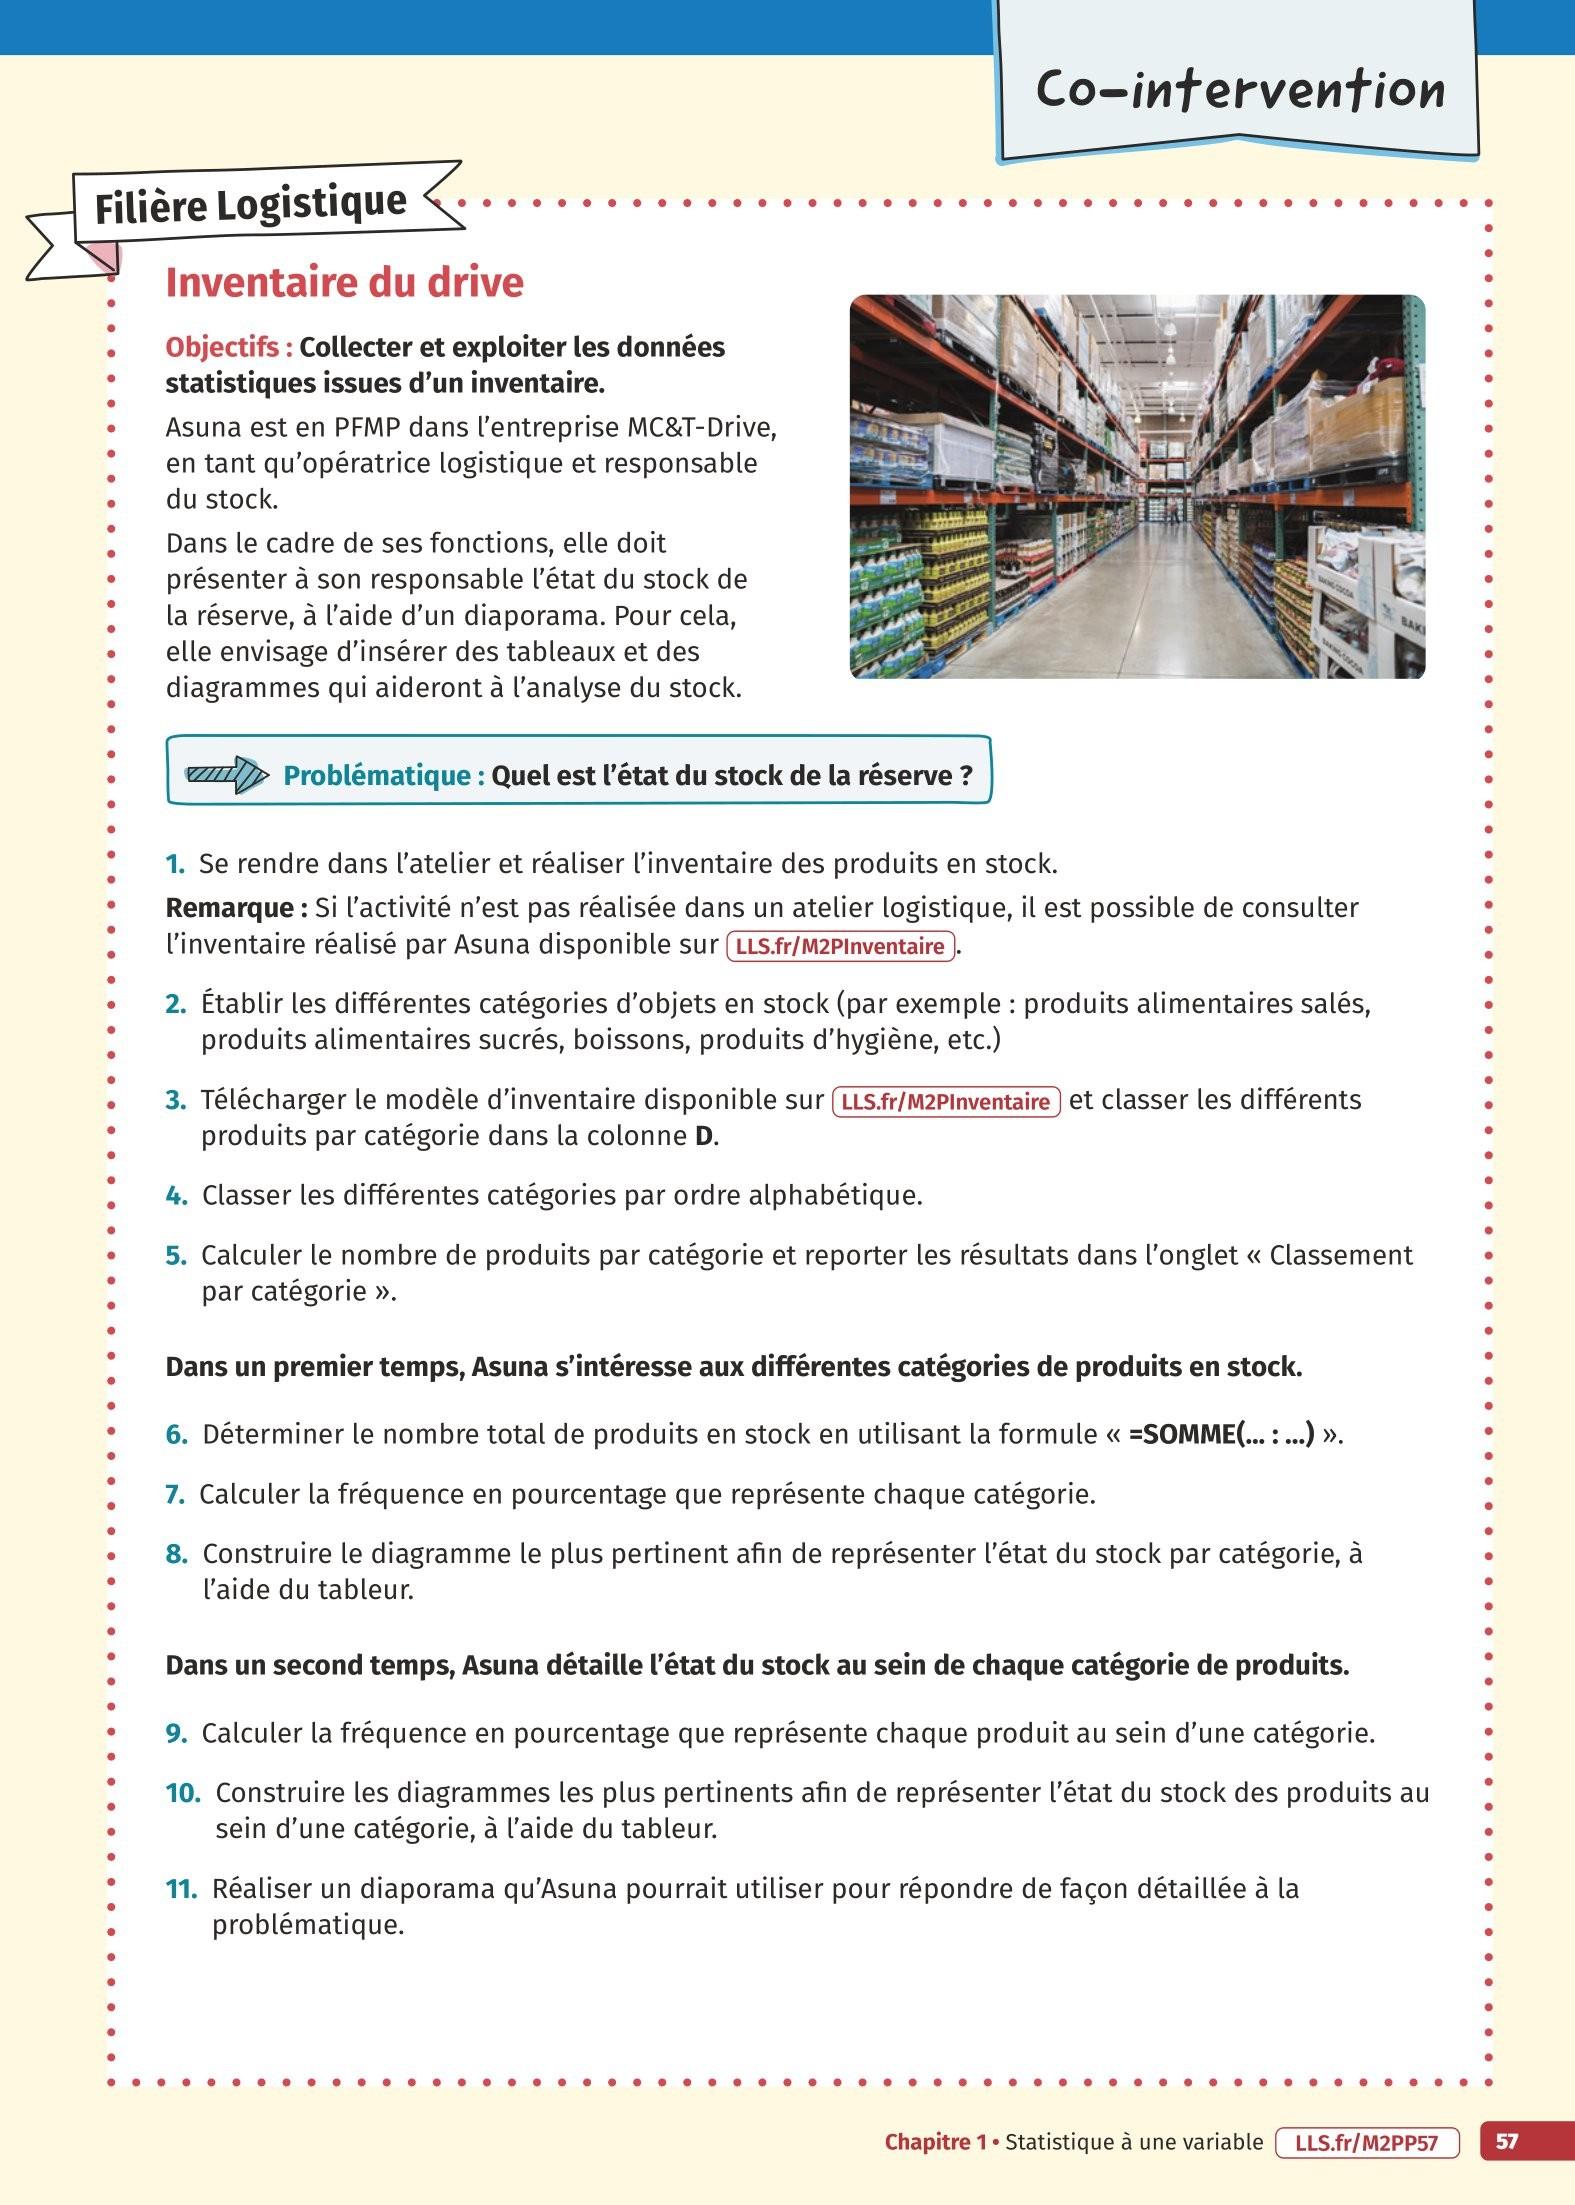 Co-intervention
Filière Logistique
Inventaire du drive
Objectifs : Collecter et exploiter les données
statistiques issues d’un inventaire.
Asuna est en PFMP dans l’entreprise MC&T-Drive,
en tant qu’opératrice logistique et responsable
du stock.
Dans le cadre de ses fonctions, elle doit
présenter à son responsable l’état du stock de
la réserve, à l’aide d’un diaporama. Pour cela,
elle envisage d’insérer des tableaux et des
diagrammes qui aideront à l’analyse du stock.
Problématique : Quel est l’état du stock de la réserve ?
1. Se rendre dans l’atelier et réaliser l’inventaire des produits en stock.
Remarque : Si l’activité n’est pas réalisée dans un atelier logistique, il est possible de consulter
l’inventaire réalisé par Asuna disponible sur LLS.fr/M2PInventaire.
2. Établir les différentes catégories d’objets en stock (par exemple : produits alimentaires salés,
produits alimentaires sucrés, boissons, produits d’hygiène, etc.)
3. Télécharger le modèle d’inventaire disponible sur LLS.fr/M2PInventaire et classer les différents
produits par catégorie dans la colonne D.
4. Classer les différentes catégories par ordre alphabétique.
5. Calculer le nombre de produits par catégorie et reporter les résultats dans l’onglet « Classement
par catégorie ».
Dans un premier temps, Asuna s’intéresse aux différentes catégories de produits en stock.
6. Déterminer le nombre total de produits en stock en utilisant la formule « =SOMME(... : ...) ».
7. Calculer la fréquence en pourcentage que représente chaque catégorie.
8. Construire le diagramme le plus pertinent afin de représenter l’état du stock par catégorie, à
l’aide du tableur.
Dans un second temps, Asuna détaille l’état du stock au sein de chaque catégorie de produits.
9. Calculer la fréquence en pourcentage que représente chaque produit au sein d’une catégorie.
10. Construire les diagrammes les plus pertinents afin de représenter l’état du stock des produits au
sein d’une catégorie, à l’aide du tableur.
11. Réaliser un diaporama qu’Asuna pourrait utiliser pour répondre de façon détaillée à la
problématique.
Chapitre 1 • Statistique à une variable LLS.fr/M2PP57 57